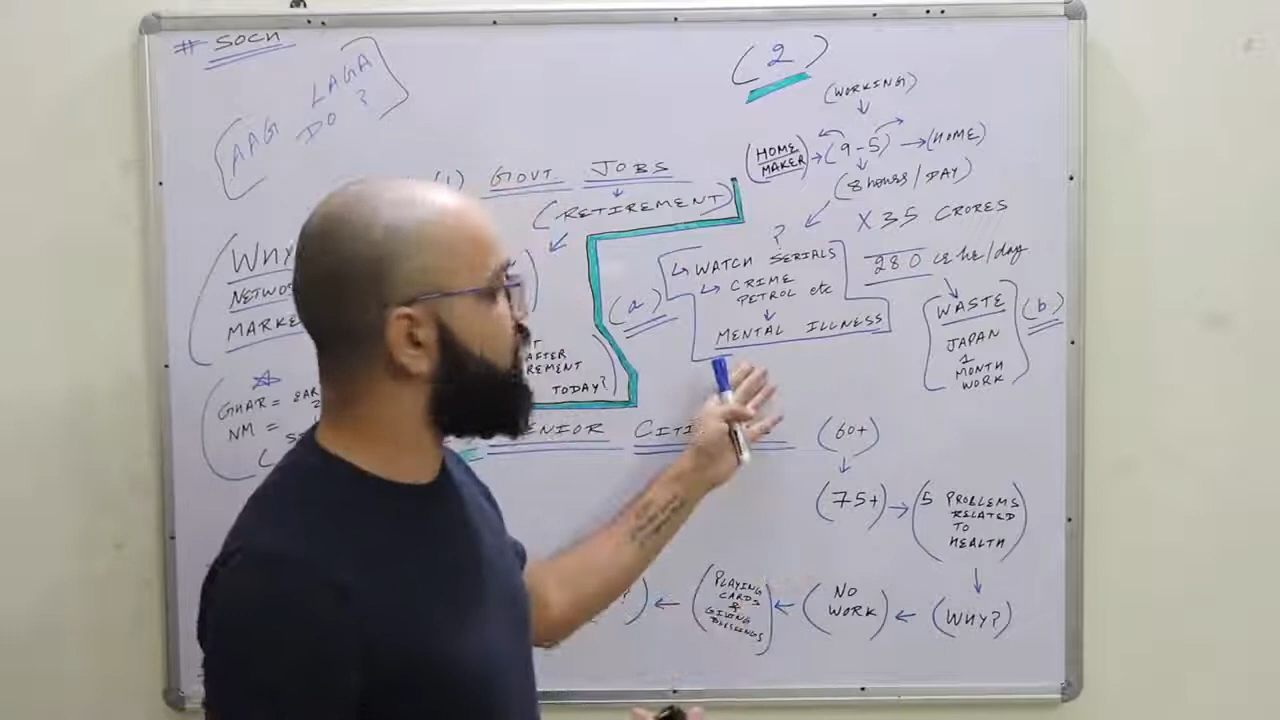 # SOCH
[AAG LAGA
DO ?]
(1) GOVT JOBS
(RETIREMENT)
(WHY
MARKE
GHAR =
NM =
AFTER
TODAY?)
SENIOR
(60+)
(75+) → (5 PROBLEMS
RELATED
TO
HEALTH)
(WHY?)
(NO
WORK)
(PLAYING
CARDS
&
GIVING
BLESSINGS)
(2)
(WORKING)
(HOME
MAKER) → (9-5) → (HOME)
(8 HOURS / DAY)
X 35 CRORES
280 cr hr/day
?
WATCH SERIALS
CRIME
PETROL etc
MENTAL ILLNESS
(a)
(WASTE
JAPAN
1
MONTH
WORK)
(b)